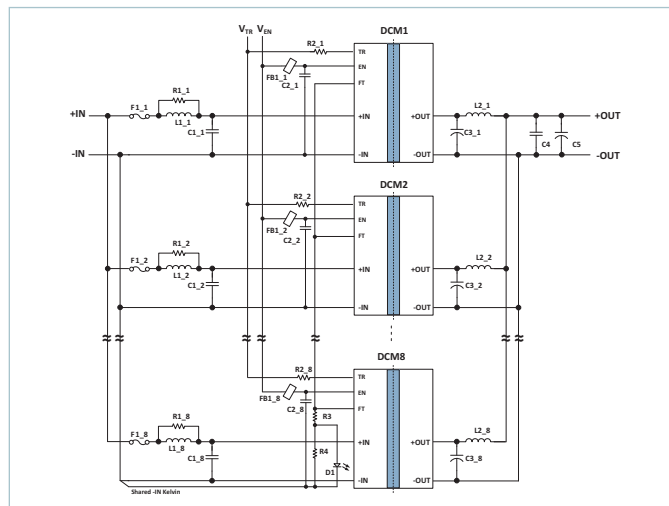 VTR VEN
DCM1
R2_1
TR
EN
FT
FB1_1
C2_1
R1_1
+IN
F1_1
L1_1
C1_1
+IN
+OUT
L2_1
+OUT
C3_1
C4
C5
-IN
-IN
-OUT
-OUT
DCM2
R2_2
TR
EN
FT
FB1_2
C2_2
R1_2
F1_2
L1_2
C1_2
+IN
+OUT
L2_2
C3_2
-IN
-OUT
DCM8
R2_8
TR
EN
FT
FB1_8
C2_8
R3
R1_8
F1_8
L1_8
C1_8
R4
D1
+IN
+OUT
L2_8
C3_8
-IN
-OUT
Shared -IN Kelvin